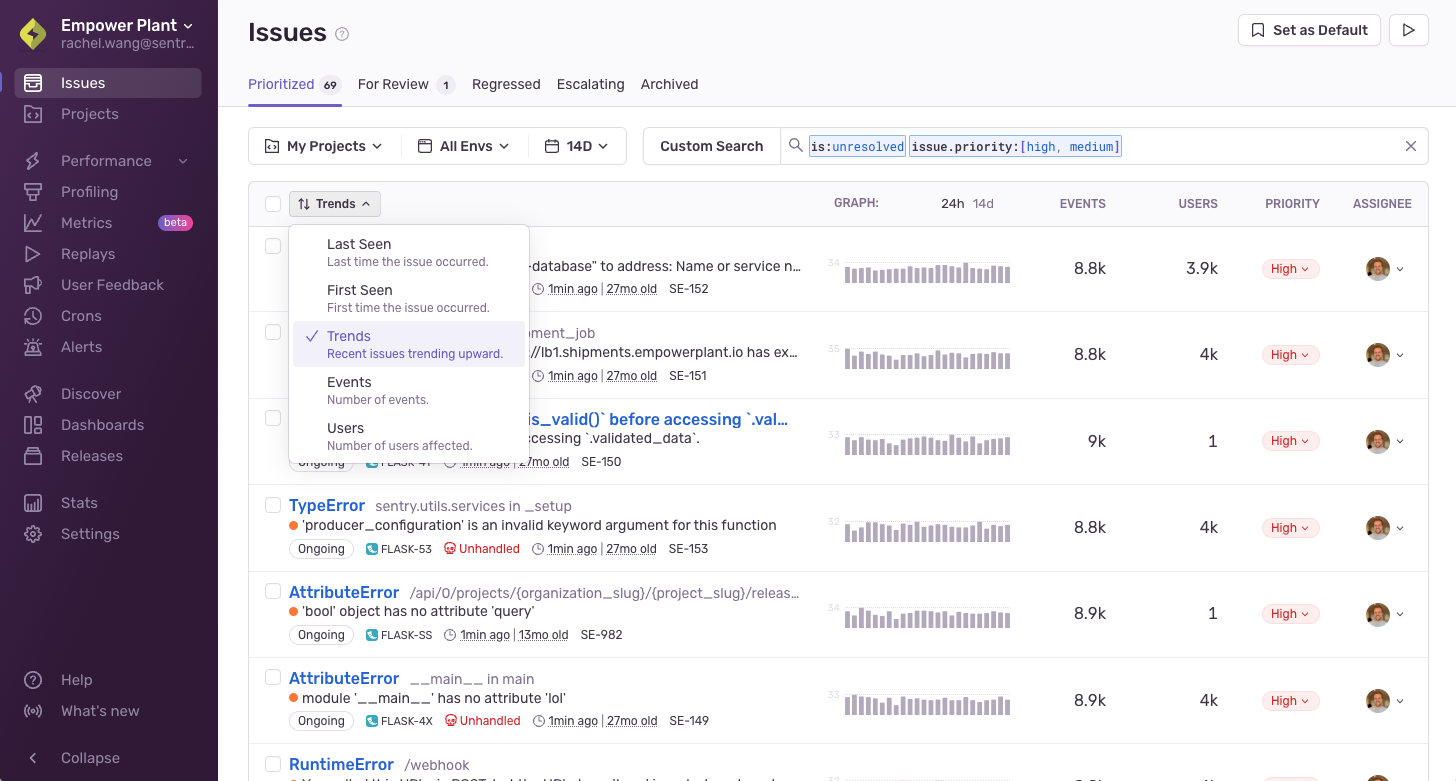 Empower Plant
rachel.wang@sentr...
Issues
Projects
Performance
Profiling
Metrics beta
Replays
User Feedback
Crons
Alerts
Discover
Dashboards
Releases
Stats
Settings
Help
What's new
Collapse
Issues
Set as Default
Prioritized 69 For Review 1 Regressed Escalating Archived
My Projects All Envs 14D Custom Search is:unresolved issue.priority:[high, medium]
Trends GRAPH: 24h 14d EVENTS USERS PRIORITY ASSIGNEE
Last Seen
Last time the issue occurred.
First Seen
First time the issue occurred.
Trends
Recent issues trending upward.
Events
Number of events.
Users
Number of users affected.
-database" to address: Name or service n... 34 8.8k 3.9k High
1min ago | 27mo old SE-152
pment_job
://lb1.shipments.empowerplant.io has ex... 35 8.8k 4k High
1min ago | 27mo old SE-151
is_valid()` before accessing `.val...
ccessing `.validated_data`. 33 9k 1 High
Ongoing FLASK-4T 1min ago | 27mo old SE-150
TypeError sentry.utils.services in _setup
'producer_configuration' is an invalid keyword argument for this function 32 8.8k 4k High
Ongoing FLASK-53 Unhandled 1min ago | 27mo old SE-153
AttributeError /api/0/projects/{organization_slug}/{project_slug}/releas...
'bool' object has no attribute 'query' 34 8.9k 1 High
Ongoing FLASK-SS 1min ago | 13mo old SE-982
AttributeError __main__ in main
module '__main__' has no attribute 'lol' 33 8.9k 4k High
Ongoing FLASK-4X Unhandled 1min ago | 27mo old SE-149
RuntimeError /webhook